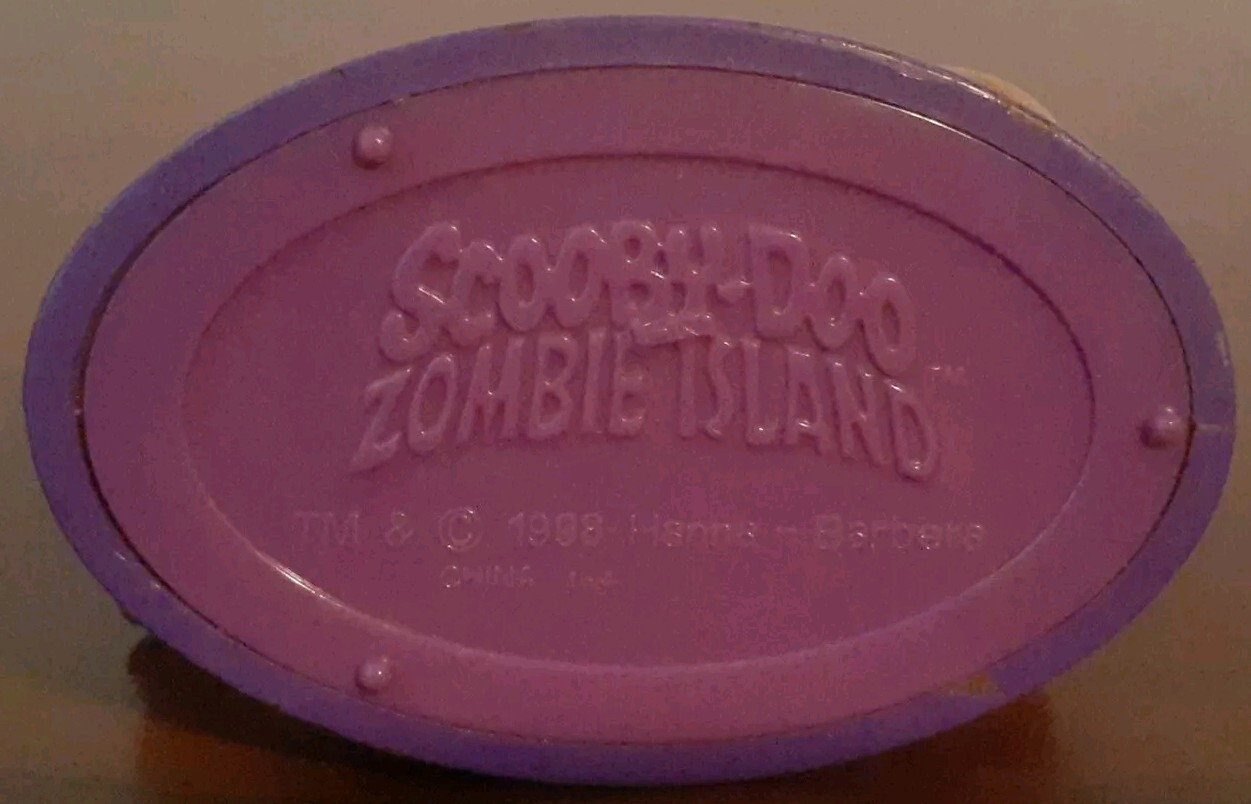 SCOOBY-DOO
ZOMBIE ISLAND™
TM & © 1998 Hanna-Barbera
CHINA